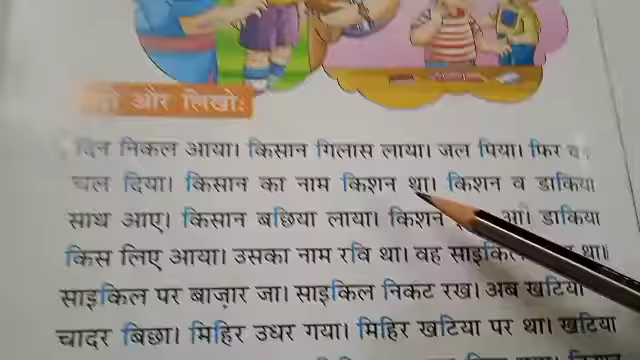 और लिखो:
दिन निकल आया। किसान गिलास लाया। जल पिया। फिर
चल दिया। किसान का नाम किशन था। किशन व डाकिया
साथ आए। किसान बछिया लाया। किशन डाकिया
किस लिए आया। उसका नाम रवि था। वह था।
साइकिल पर बाज़ार जा। साइकिल निकट रख। अब खटिया
चादर बिछा। मिहिर उधर गया। मिहिर खटिया पर था। खटिया